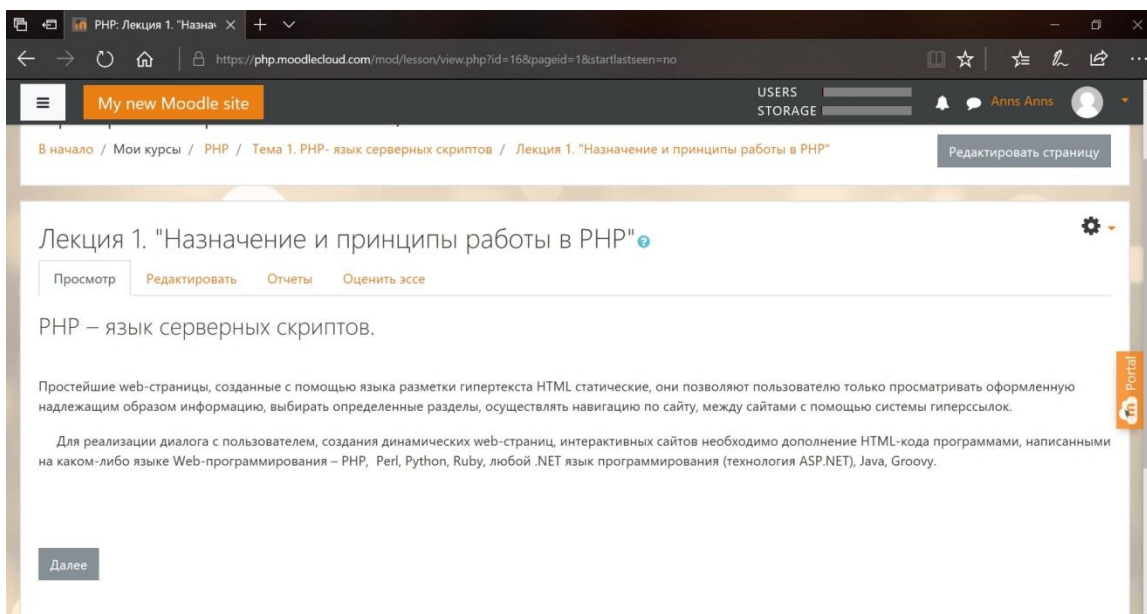 PHP: Лекция 1. "Назнач
https://php.moodlecloud.com/mod/lesson/view.php?id=16&pageid=1&startlastseen=no
My new Moodle site
USERS
STORAGE
Anns Anns
В начало / Мои курсы / PHP / Тема 1. PHP- язык серверных скриптов / Лекция 1. "Назначение и принципы работы в PHP"
Редактировать страницу
Лекция 1. "Назначение и принципы работы в PHP"
Просмотр Редактировать Отчеты Оценить эссе
PHP – язык серверных скриптов.
Простейшие web-страницы, созданные с помощью языка разметки гипертекста HTML статические, они позволяют пользователю только просматривать оформленную
надлежащим образом информацию, выбирать определенные разделы, осуществлять навигацию по сайту, между сайтами с помощью системы гиперссылок.
Для реализации диалога с пользователем, создания динамических web-страниц, интерактивных сайтов необходимо дополнение HTML-кода программами, написанными
на каком-либо языке Web-программирования – PHP, Perl, Python, Ruby, любой .NET язык программирования (технология ASP.NET), Java, Groovy.
Portal
Далее